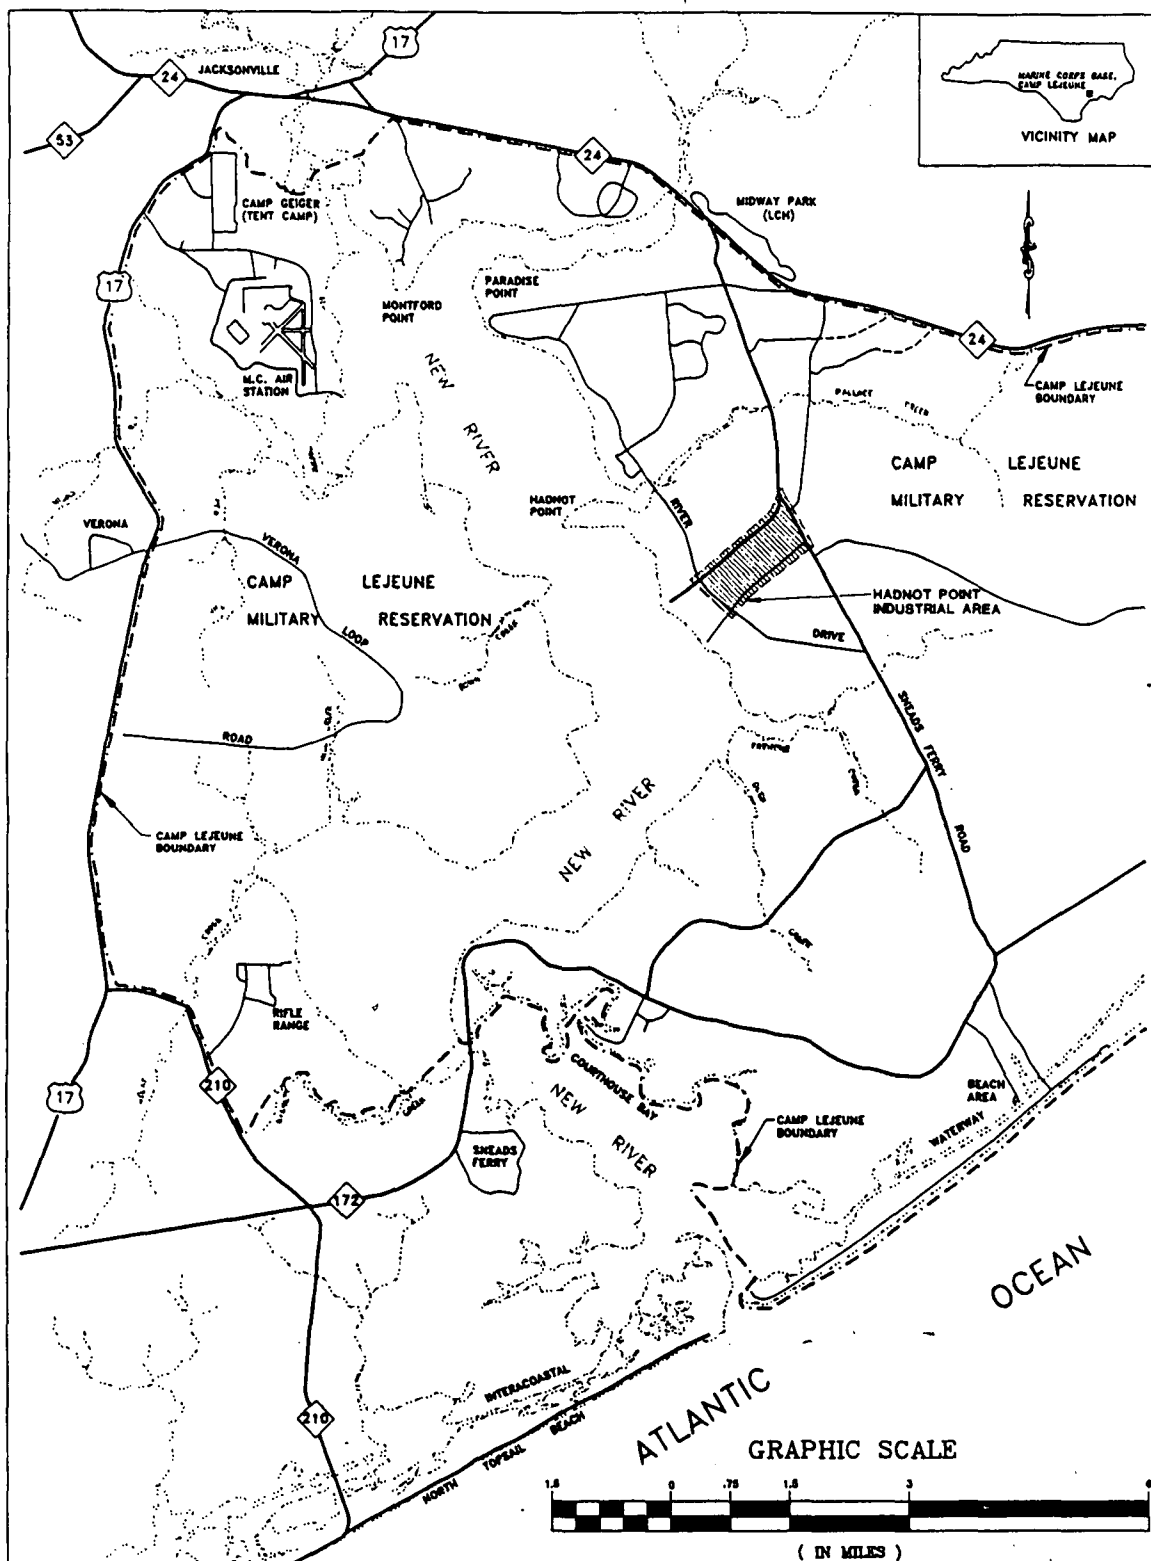 17
JACKSONVILLE
24
53
MARINE CORPS BASE,
CAMP LEJEUNE
VICINITY MAP
24
CAMP GEIGER
(TENT CAMP)
MIDWAY PARK
(LCH)
17
PARADISE
POINT
MONTFORD
POINT
24
M.C. AIR
STATION
NEW
RIVER
CAMP LEJEUNE
BOUNDARY
WALLACE CREEK
CAMP LEJEUNE
MILITARY RESERVATION
HADNOT
POINT
RIVER
VERONA
VERONA
CAMP LEJEUNE
MILITARY RESERVATION
LOOP
HADNOT POINT
INDUSTRIAL AREA
DRIVE
CREEK
SNEADS FERRY
ROAD
ROAD
NEW RIVER
CAMP LEJEUNE
BOUNDARY
CREEK
RIFLE
RANGE
210
17
COURTHOUSE BAY
BEACH
AREA
NEW
RIVER
CAMP LEJEUNE
BOUNDARY
WATERWAY
SNEADS
FERRY
172
OCEAN
INTERACOASTAL
210
NORTH TOPSAIL BEACH
ATLANTIC
GRAPHIC SCALE
1.5 0 .75 1.5 3 6
( IN MILES )